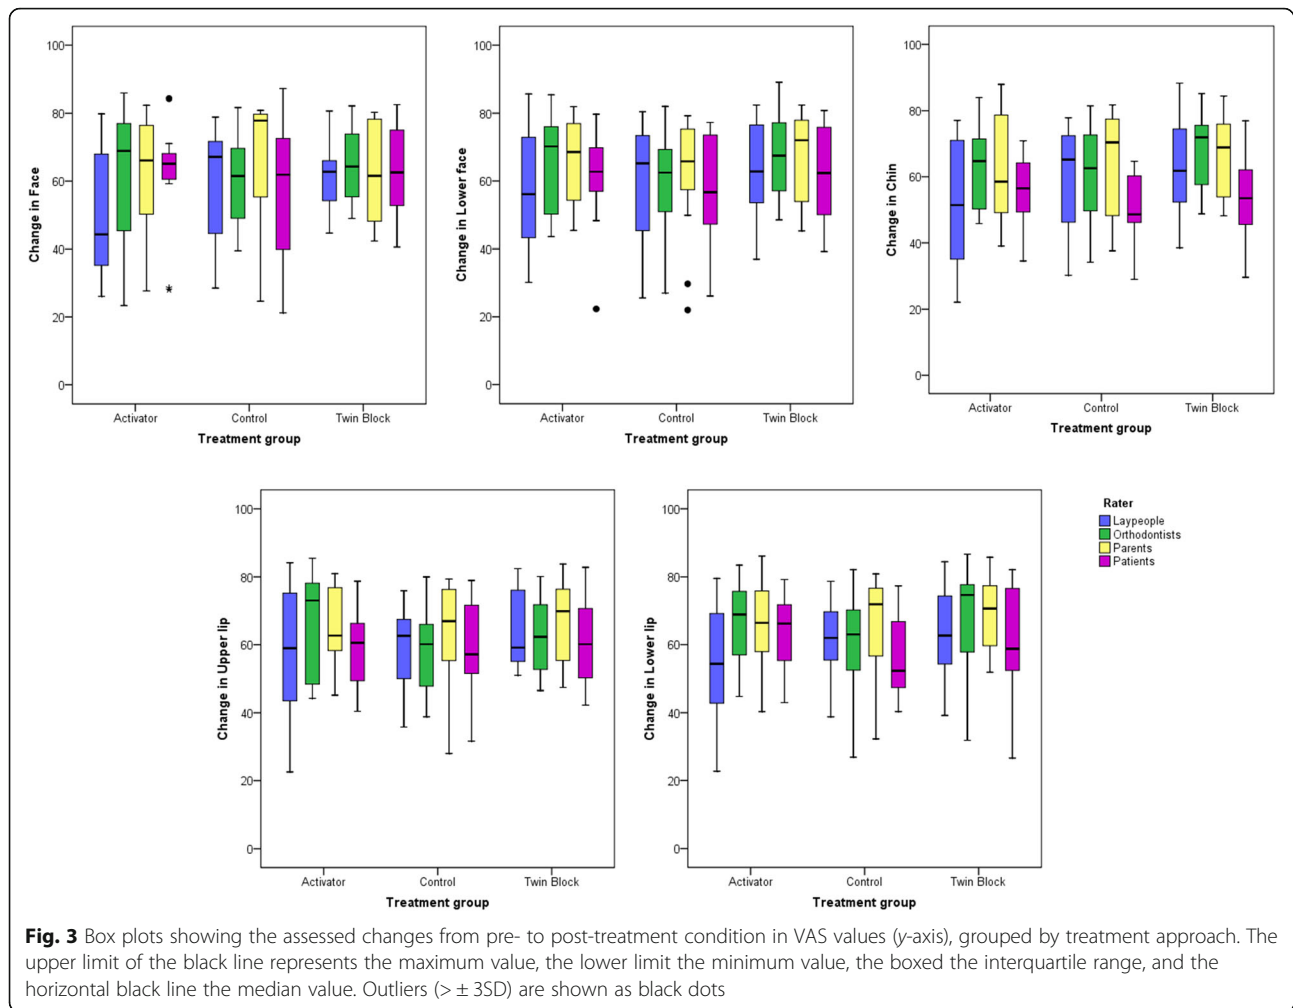 100
80
60
40
20
0
Change in Face
Activator
Control
Twin Block
Treatment group
100
80
60
40
20
0
Change in Lower face
Activator
Control
Twin Block
Treatment group
100
80
60
40
20
0
Change in Chin
Activator
Control
Twin Block
Treatment group
100
80
60
40
20
0
Change in Upper lip
Activator
Control
Twin Block
Treatment group
100
80
60
40
20
0
Change in Lower lip
Activator
Control
Twin Block
Treatment group
Rater
Laypeople
Orthodontists
Parents
Patients
Fig. 3 Box plots showing the assessed changes from pre- to post-treatment condition in VAS values (y-axis), grouped by treatment approach. The
upper limit of the black line represents the maximum value, the lower limit the minimum value, the boxed the interquartile range, and the
horizontal black line the median value. Outliers (> ± 3SD) are shown as black dots